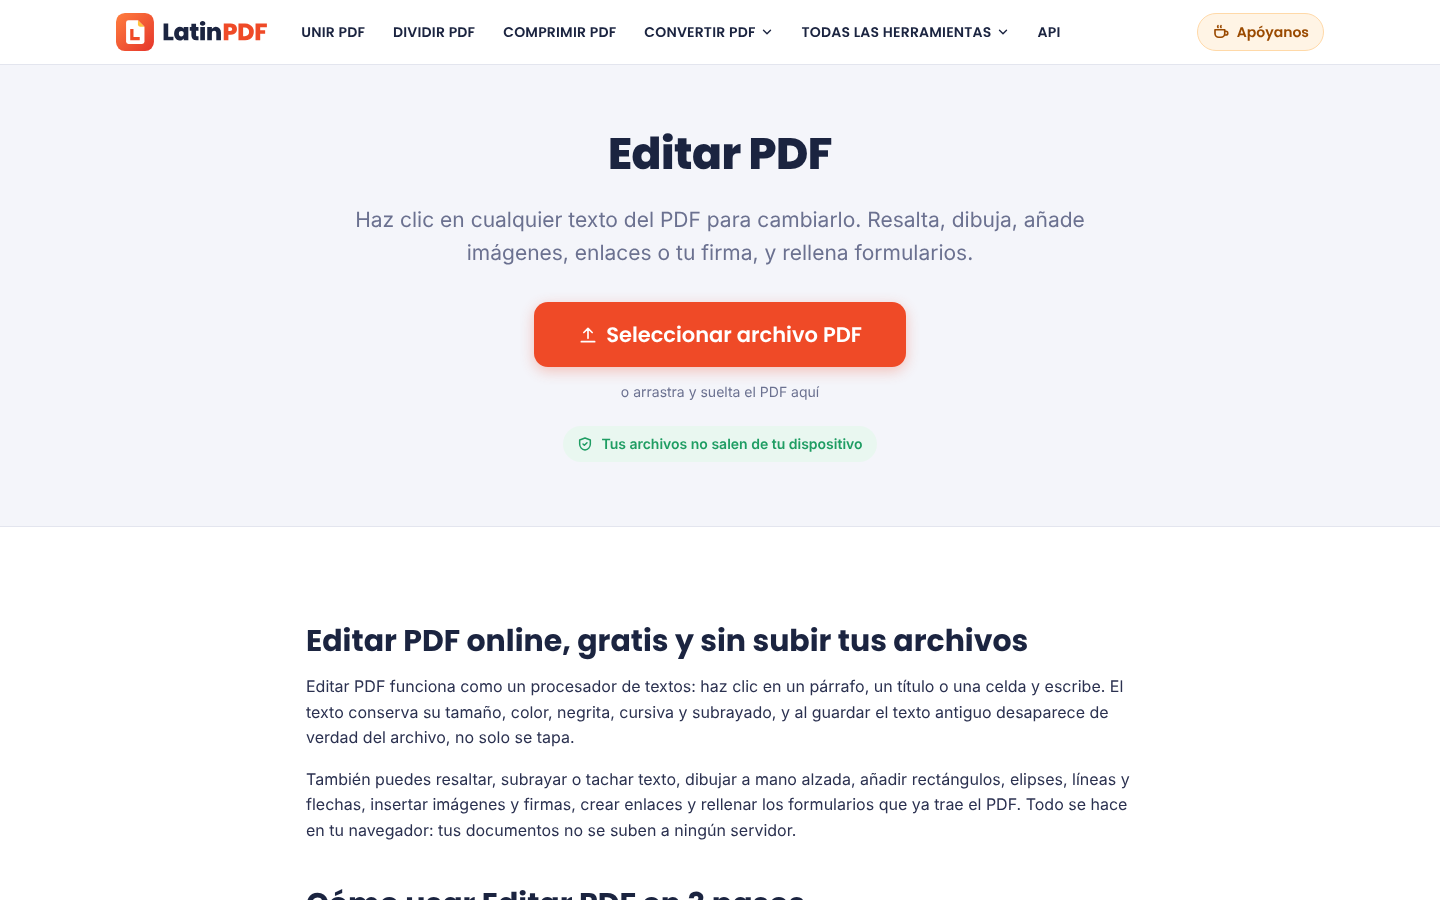 LatinPDF
UNIR PDF
DIVIDIR PDF
COMPRIMIR PDF
CONVERTIR PDF
TODAS LAS HERRAMIENTAS
API
Apóyanos
Editar PDF
Haz clic en cualquier texto del PDF para cambiarlo. Resalta, dibuja, añade
imágenes, enlaces o tu firma, y rellena formularios.
Seleccionar archivo PDF
o arrastra y suelta el PDF aquí
Tus archivos no salen de tu dispositivo
Editar PDF online, gratis y sin subir tus archivos
Editar PDF funciona como un procesador de textos: haz clic en un párrafo, un título o una celda y escribe. El
texto conserva su tamaño, color, negrita, cursiva y subrayado, y al guardar el texto antiguo desaparece de
verdad del archivo, no solo se tapa.
También puedes resaltar, subrayar o tachar texto, dibujar a mano alzada, añadir rectángulos, elipses, líneas y
flechas, insertar imágenes y firmas, crear enlaces y rellenar los formularios que ya trae el PDF. Todo se hace
en tu navegador: tus documentos no se suben a ningún servidor.
Cómo usar Editar PDF en 3 pasos